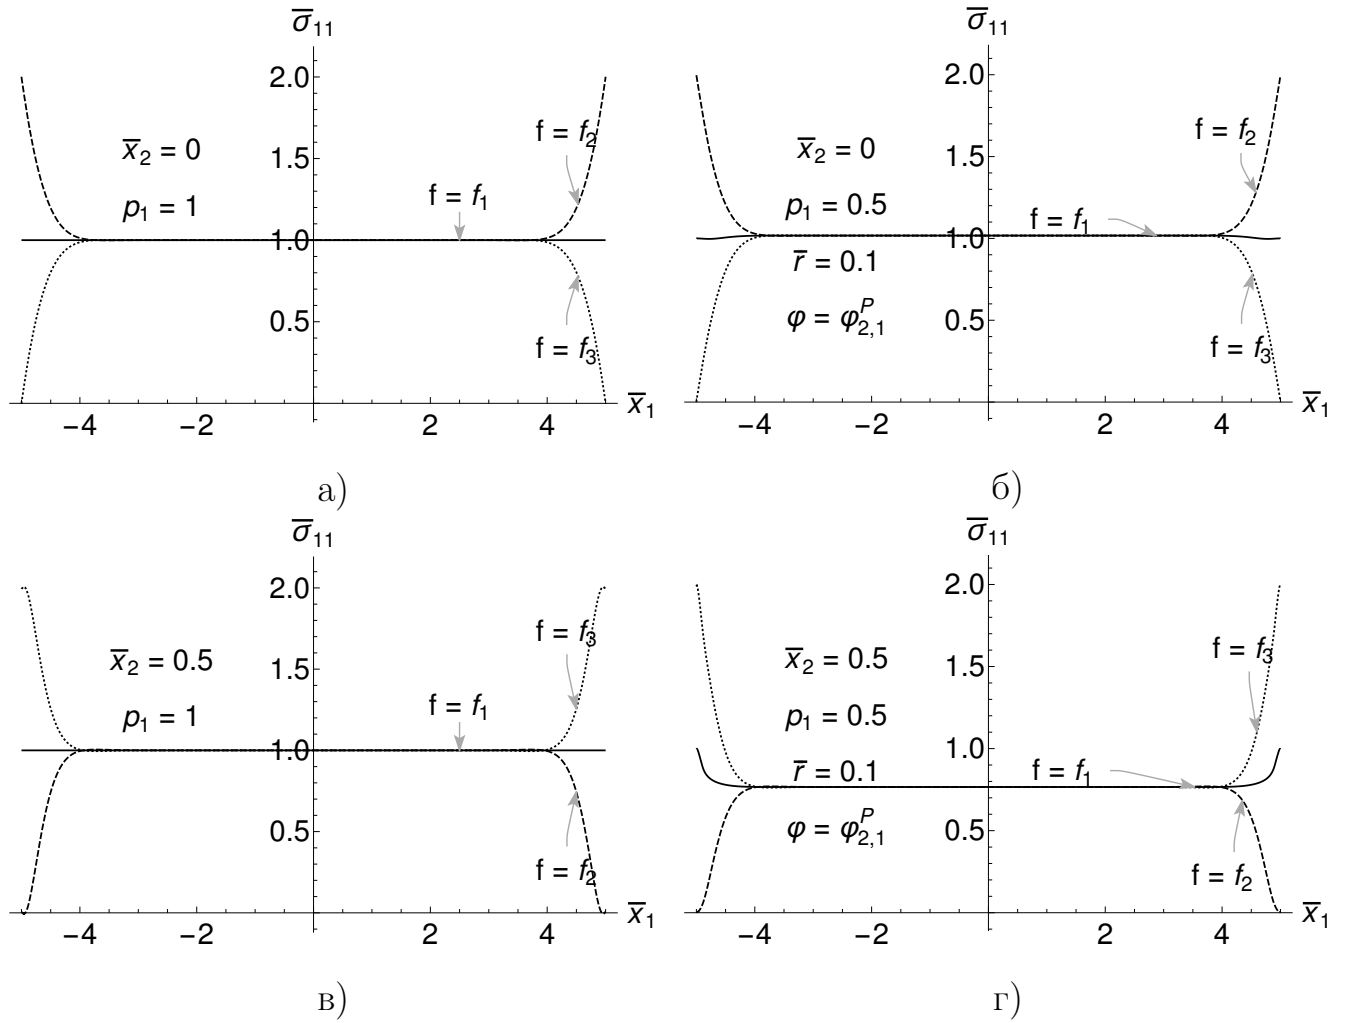 σ̅₁₁
2.0
x̅₂ = 0
f = f₂
1.5
p₁ = 1
f = f₁
1.0
0.5
f = f₃
−4 −2 2 4 x̅₁
а)
σ̅₁₁
2.0
f = f₂
x̅₂ = 0
1.5
p₁ = 0.5
f = f₁
1.0
r̅ = 0.1
φ = φᴾ₂,₁
0.5
f = f₃
−4 −2 2 4 x̅₁
б)
σ̅₁₁
2.0
f = f₃
x̅₂ = 0.5
1.5
p₁ = 1
f = f₁
1.0
0.5
f = f₂
−4 −2 2 4 x̅₁
в)
σ̅₁₁
2.0
f = f₃
x̅₂ = 0.5
1.5
p₁ = 0.5
1.0
r̅ = 0.1
f = f₁
φ = φᴾ₂,₁
0.5
f = f₂
−4 −2 2 4 x̅₁
г)